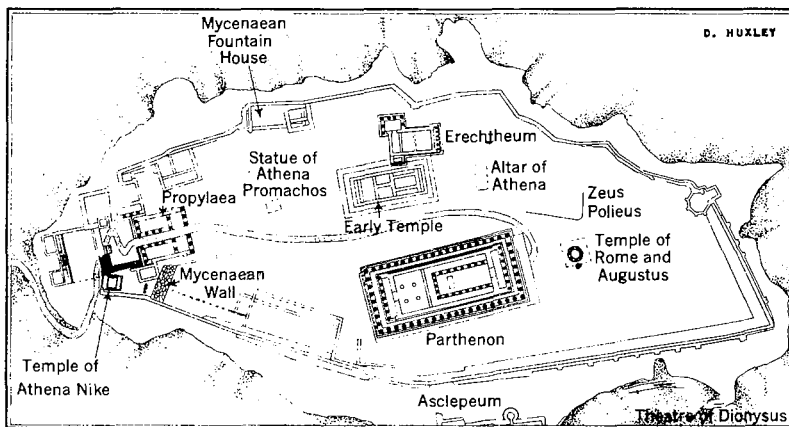 Mycenaean
Fountain
House
D. HUXLEY
Erechtheum
Statue of
Athena
Promachos
Altar of
Athena
Propylaea
Early Temple
Zeus
Polieus
Temple of
Rome and
Augustus
Mycenaean
Wall
Parthenon
Temple of
Athena Nike
Asclepeum
Theatre of Dionysus